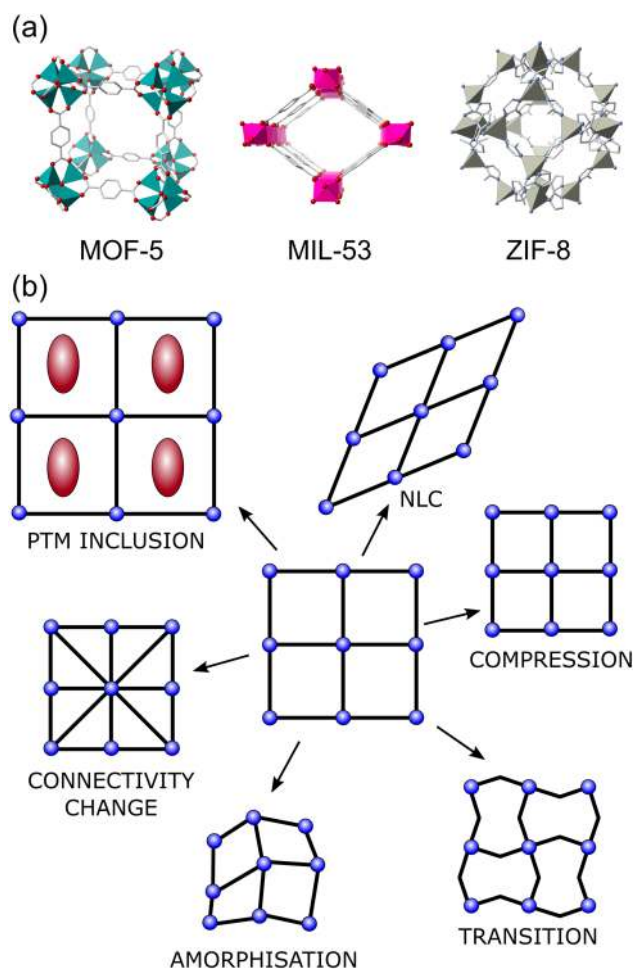 (a)
MOF-5
MIL-53
ZIF-8
(b)
PTM INCLUSION
NLC
COMPRESSION
CONNECTIVITY
CHANGE
AMORPHISATION
TRANSITION